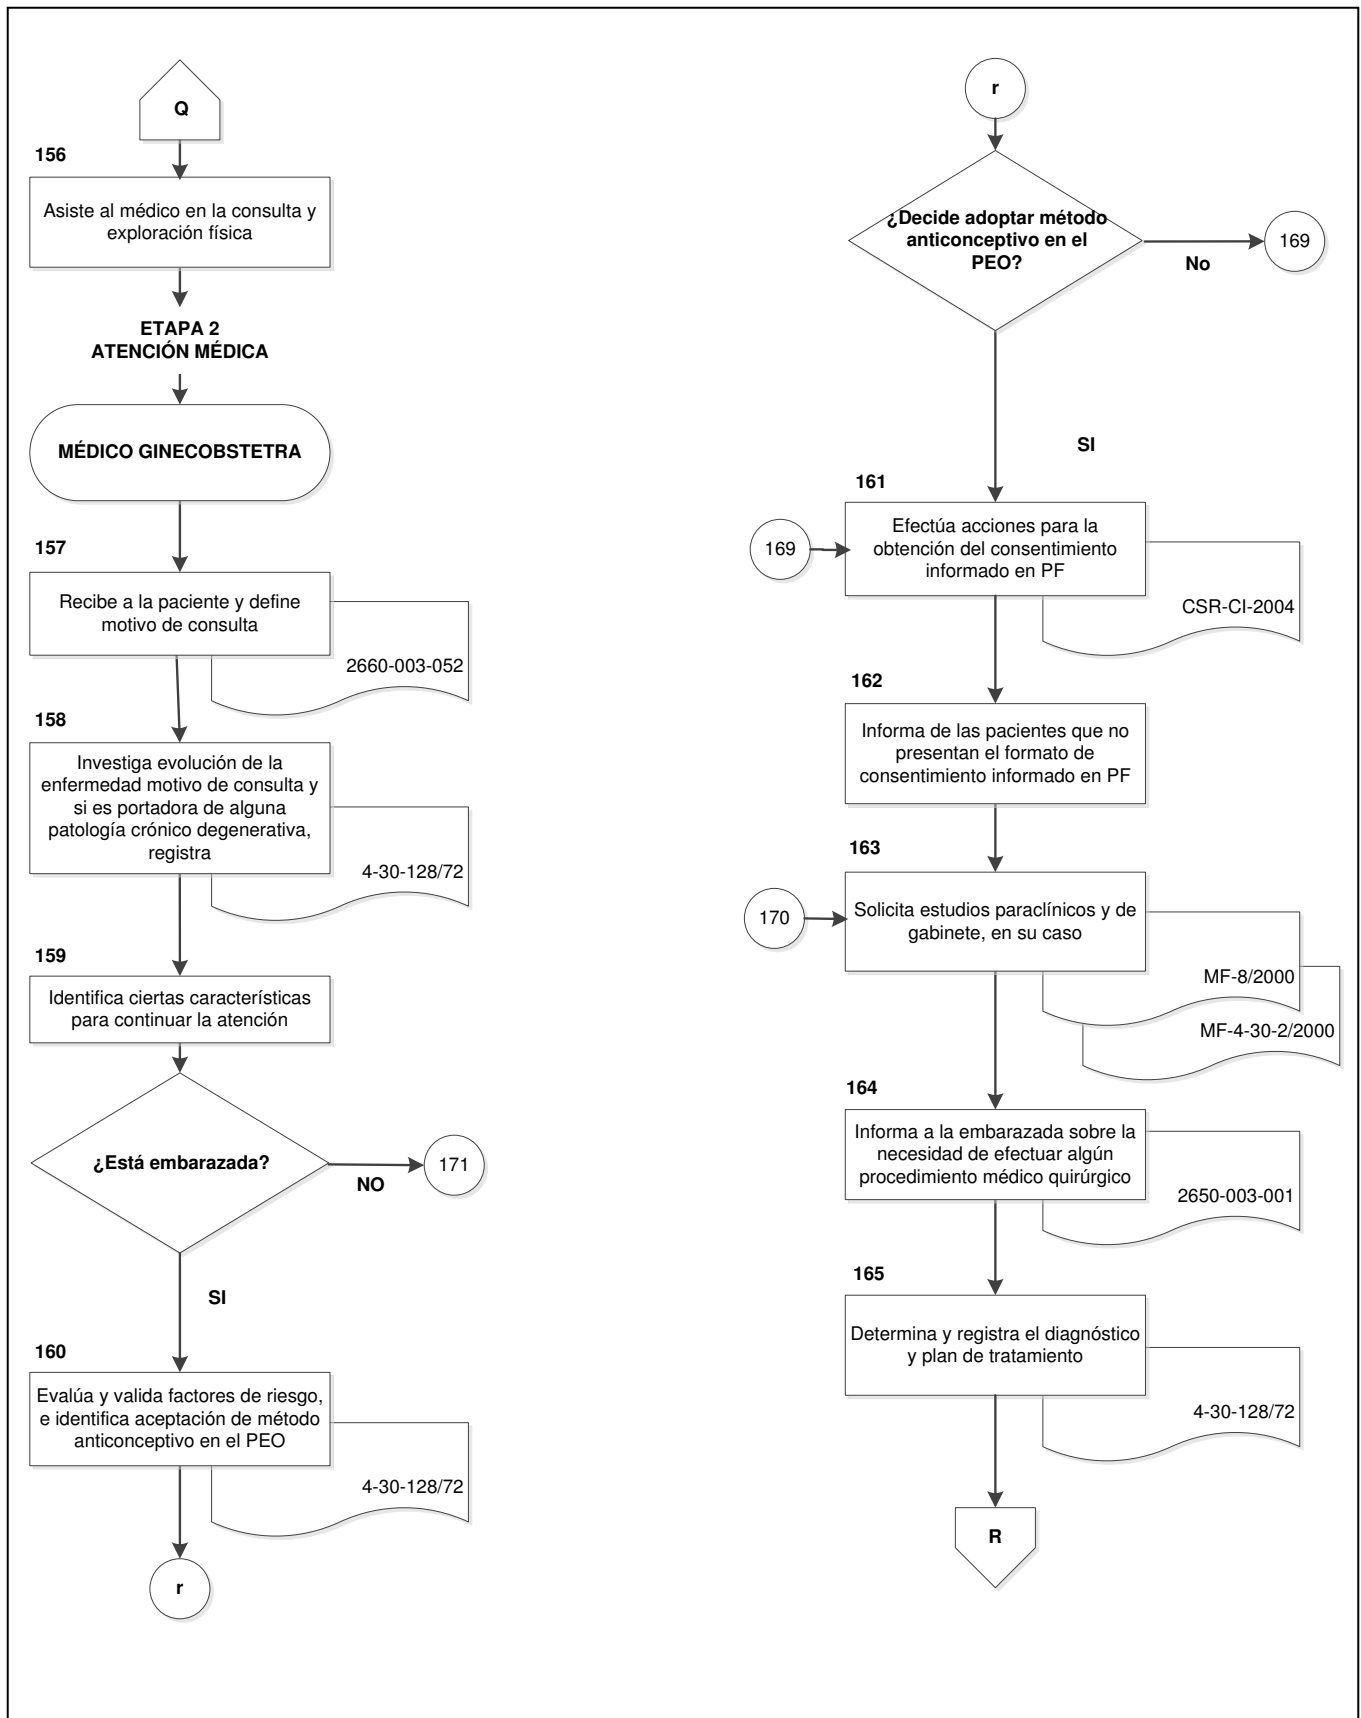 Q
156
Asiste al médico en la consulta y
exploración física
ETAPA 2
ATENCIÓN MÉDICA
MÉDICO GINECOBSTETRA
157
Recibe a la paciente y define
motivo de consulta
2660-003-052
158
Investiga evolución de la
enfermedad motivo de consulta y
si es portadora de alguna
patología crónico degenerativa,
registra
4-30-128/72
159
Identifica ciertas características
para continuar la atención
¿Está embarazada?
NO
171
SI
160
Evalúa y valida factores de riesgo,
e identifica aceptación de método
anticonceptivo en el PEO
4-30-128/72
r
r
¿Decide adoptar método
anticonceptivo en el
PEO?
No
169
SI
161
169
Efectúa acciones para la
obtención del consentimiento
informado en PF
CSR-CI-2004
162
Informa de las pacientes que no
presentan el formato de
consentimiento informado en PF
163
170
Solicita estudios paraclínicos y de
gabinete, en su caso
MF-8/2000
MF-4-30-2/2000
164
Informa a la embarazada sobre la
necesidad de efectuar algún
procedimiento médico quirúrgico
2650-003-001
165
Determina y registra el diagnóstico
y plan de tratamiento
4-30-128/72
R